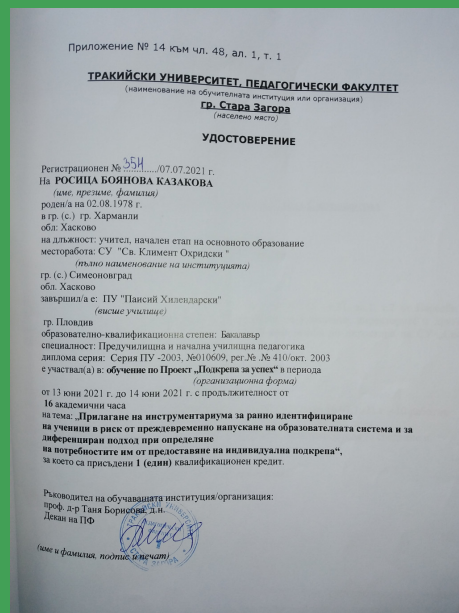 Приложение № 14 към чл. 48, ал. 1, т. 1
ТРАКИЙСКИ УНИВЕРСИТЕТ, ПЕДАГОГИЧЕСКИ ФАКУЛТЕТ
(наименование на обучителната институция или организация)
гр. Стара Загора
(населено място)
УДОСТОВЕРЕНИЕ
Регистрационен № 354/07.07.2021 г.
На РОСИЦА БОЯНОВА КАЗАКОВА
(име, презиме, фамилия)
роден/а на 02.08.1978 г.
в гр. (с.) гр. Харманли
обл: Хасково
на длъжност: учител, начален етап на основното образование
месторабота: СУ "Св. Климент Охридски "
(пълно наименование на институцията)
гр. (с.) Симеоновград
обл. Хасково
завършил/а е: ПУ "Паисий Хилендарски"
(висше училище)
гр. Пловдив
образователно-квалификационна степен: Бакалавър
специалност: Предучилищна и начална училищна педагогика
диплома серия: Серия ПУ -2003, №010609, рег.№ .№ 410/окт. 2003
е участвал(а) в: обучение по Проект „Подкрепа за успех“ в периода
(организационна форма)
от 13 юни 2021 г. до 14 юни 2021 г. с продължителност от
16 академични часа
на тема: „Прилагане на инструментариума за ранно идентифициране
на ученици в риск от преждевременно напускане на образователната система и за
диференциран подход при определяне
на потребностите им от предоставяне на индивидуална подкрепа“,
за което са присъдени 1 (един) квалификационен кредит.
Ръководител на обучаващата институция/организация:
проф. д-р Таня Борисова, д.н.
Декан на ПФ
(име и фамилия, подпис и печат)